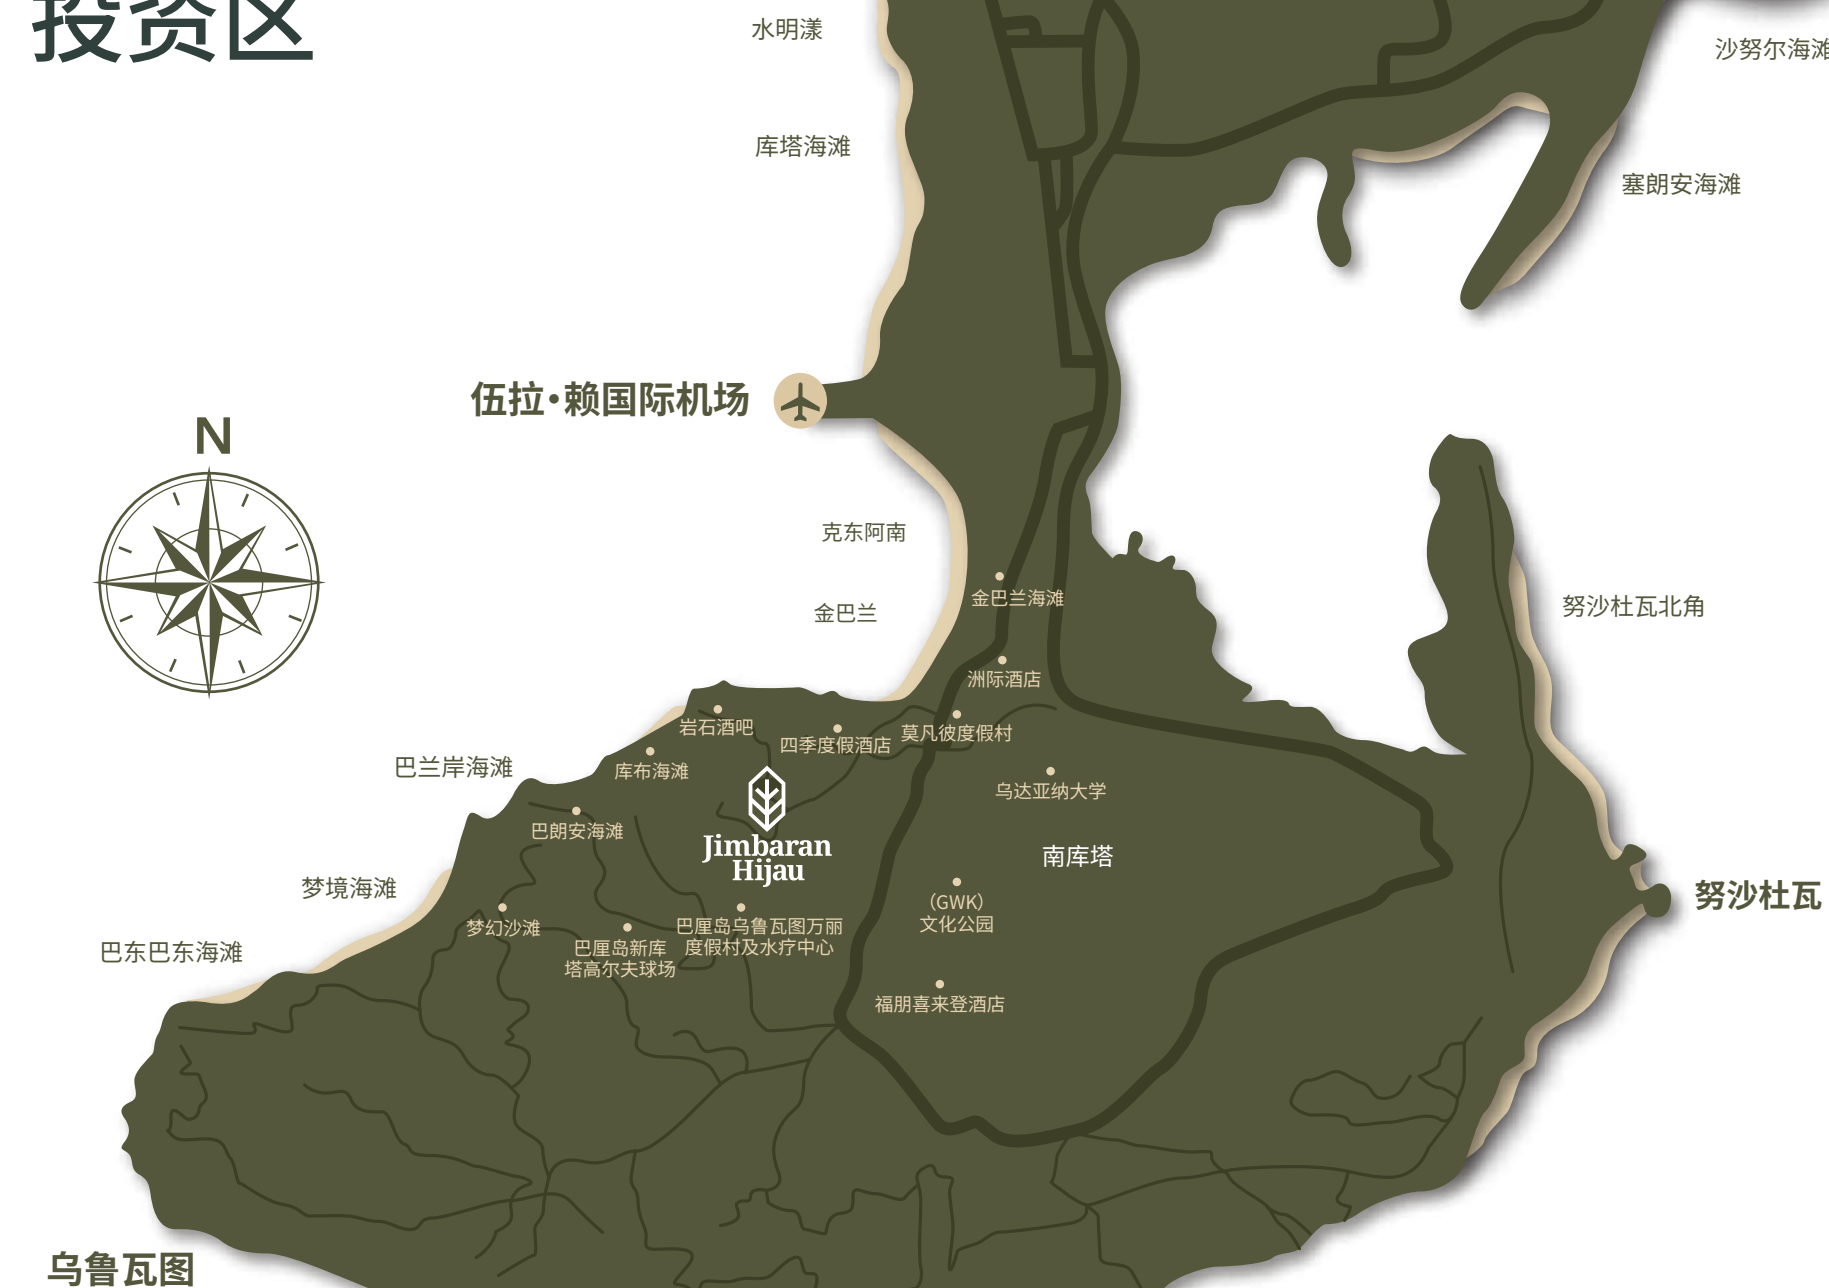 投资区
水明漾
沙努尔海滩
库塔海滩
塞朗安海滩
伍拉·赖国际机场
N
克东阿南
金巴兰海滩
努沙杜瓦北角
金巴兰
洲际酒店
岩石酒吧
四季度假酒店
莫凡彼度假村
巴兰岸海滩
库布海滩
乌达亚纳大学
巴朗安海滩
Jimbaran
Hijau
南库塔
梦境海滩
（GWK）
文化公园
努沙杜瓦
梦幻沙滩
巴厘岛新库
塔高尔夫球场
巴厘岛乌鲁瓦图万丽
度假村及水疗中心
巴东巴东海滩
福朋喜来登酒店
乌鲁瓦图